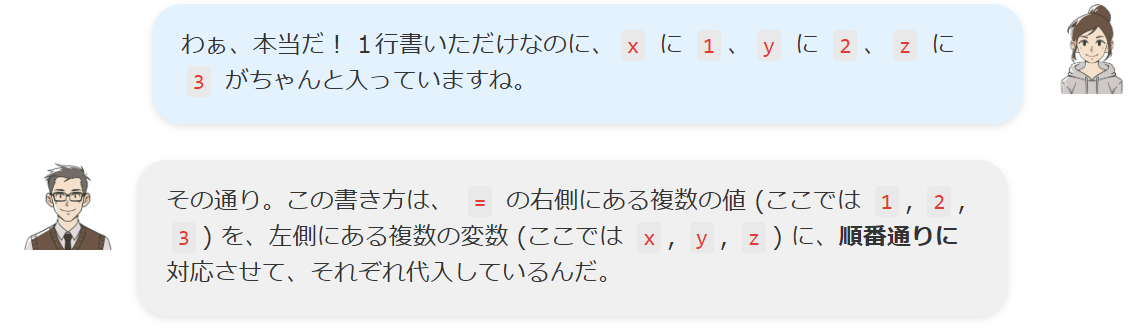 わぁ、本当だ！ 1行書いただけなのに、 x に 1 、 y に 2 、 z に
3 がちゃんと入っていますね。
その通り。この書き方は、 = の右側にある複数の値 (ここでは 1 , 2 ,
3 ) を、左側にある複数の変数 (ここでは x , y , z ) に、順番通りに
対応させて、それぞれ代入しているんだ。